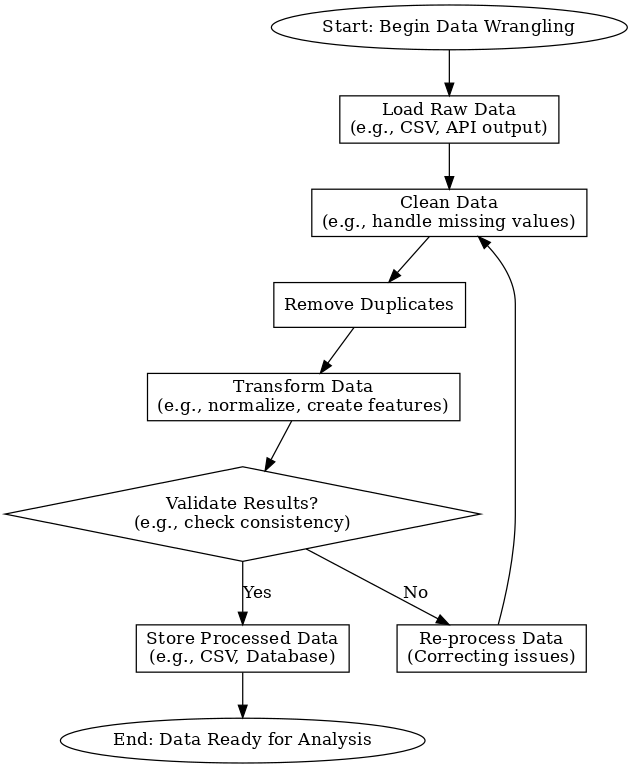 Start: Begin Data Wrangling
Load Raw Data
(e.g., CSV, API output)
Clean Data
(e.g., handle missing values)
Remove Duplicates
Transform Data
(e.g., normalize, create features)
Validate Results?
(e.g., check consistency)
Yes
No
Store Processed Data
(e.g., CSV, Database)
Re-process Data
(Correcting issues)
End: Data Ready for Analysis